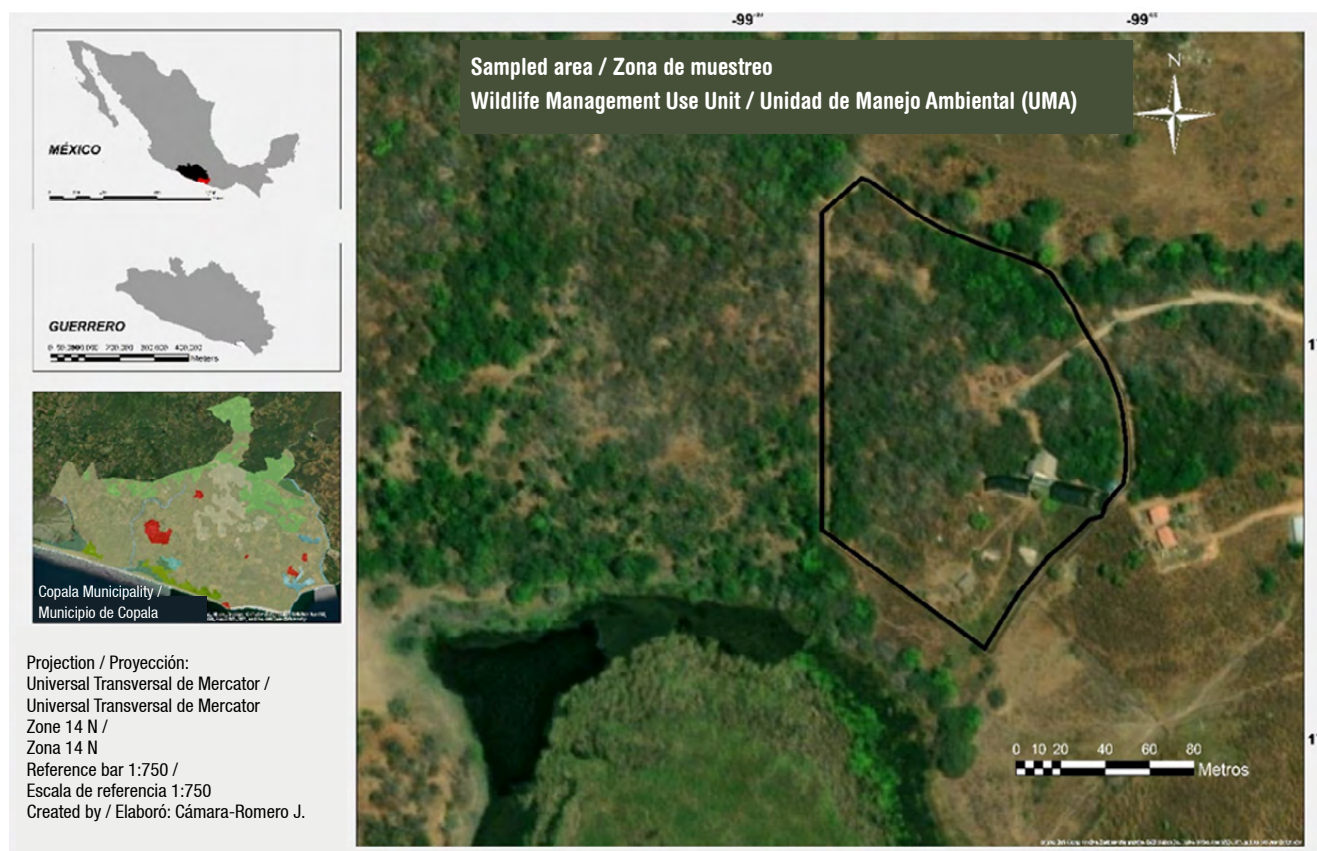 Sampled area / Zona de muestreo
Wildlife Management Use Unit / Unidad de Manejo Ambiental (UMA)
N
MÉXICO
GUERRERO
Meters
Copala Municipality /
Municipio de Copala
Projection / Proyección:
Universal Transversal de Mercator /
Universal Transversal de Mercator
Zone 14 N /
Zona 14 N
Reference bar 1:750 /
Escala de referencia 1:750
Created by / Elaboró: Cámara-Romero J.
0 10 20 40 60 80
Metros